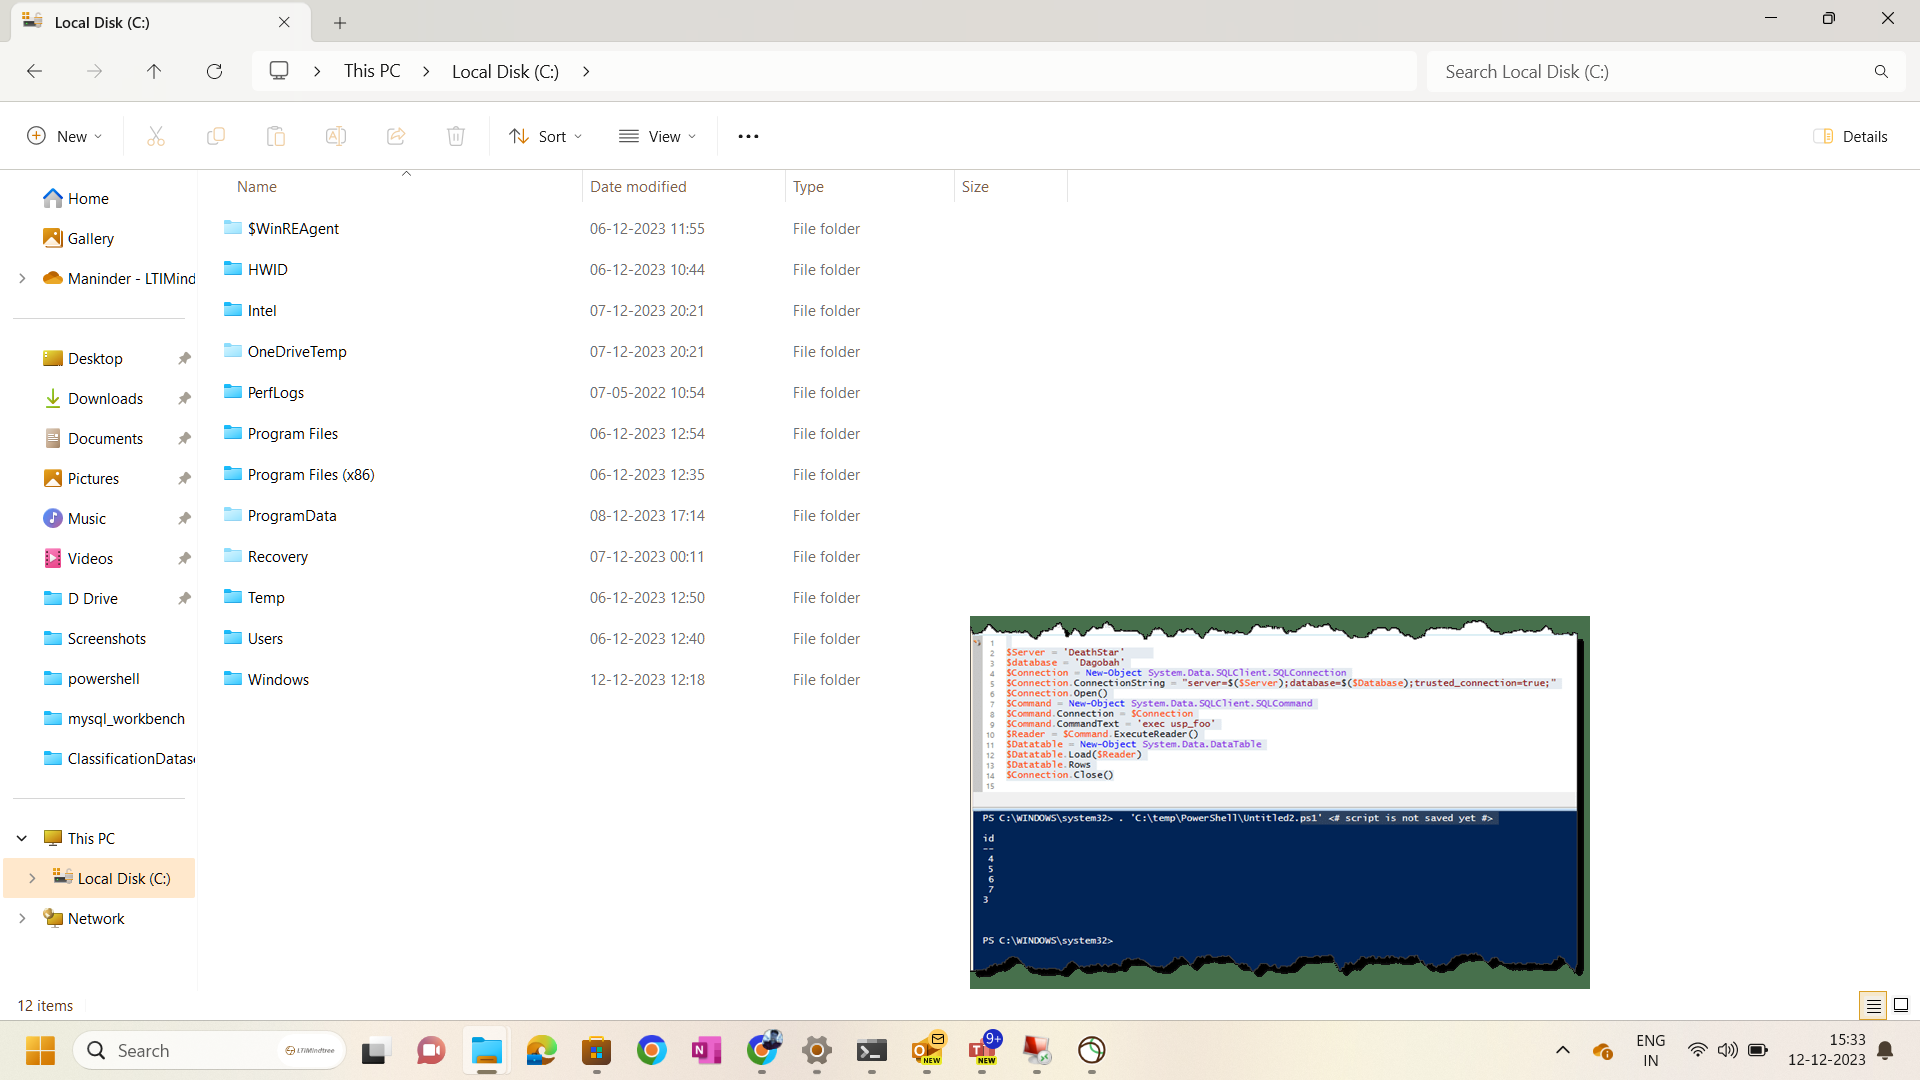 Local Disk (C:)
This PC > Local Disk (C:) >
Search Local Disk (C:)
New
Sort
View
Details
Name Date modified Type Size
Home
Gallery
Maninder - LTIMind
Desktop
Downloads
Documents
Pictures
Music
Videos
D Drive
Screenshots
powershell
mysql_workbench
ClassificationDatas
This PC
Local Disk (C:)
Network
$WinREAgent 06-12-2023 11:55 File folder
HWID 06-12-2023 10:44 File folder
Intel 07-12-2023 20:21 File folder
OneDriveTemp 07-12-2023 20:21 File folder
PerfLogs 07-05-2022 10:54 File folder
Program Files 06-12-2023 12:54 File folder
Program Files (x86) 06-12-2023 12:35 File folder
ProgramData 08-12-2023 17:14 File folder
Recovery 07-12-2023 00:11 File folder
Temp 06-12-2023 12:50 File folder
Users 06-12-2023 12:40 File folder
Windows 12-12-2023 12:18 File folder
1
2 $Server = 'DeathStar'
3 $database = 'Dagobah'
4 $Connection = New-Object System.Data.SQLClient.SQLConnection
5 $Connection.ConnectionString = "server=$($Server);database=$($Database);trusted_connection=true;"
6 $Connection.Open()
7 $Command = New-Object System.Data.SQLClient.SQLCommand
8 $Command.Connection = $Connection
9 $Command.CommandText = 'exec usp_foo'
10 $Reader = $Command.ExecuteReader()
11 $Datatable = New-Object System.Data.DataTable
12 $Datatable.Load($Reader)
13 $Datatable.Rows
14 $Connection.Close()
15
PS C:\WINDOWS\system32> . 'C:\temp\PowerShell\Untitled2.ps1' <# script is not saved yet #>
id
--
4
5
6
7
3
PS C:\WINDOWS\system32>
12 items
Search
LTIMindtree
NEW
9+
NEW
ENG
IN
15:33
12-12-2023